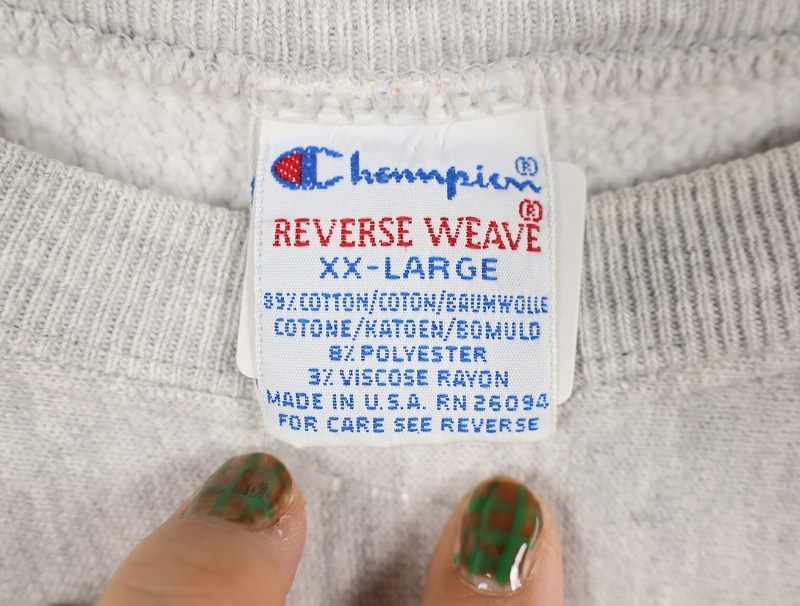 Champion®
REVERSE WEAVE®
XX-LARGE
89% COTTON/COTON/BAUMWOLLE
COTONE/KATOEN/BOMULD
8% POLYESTER
3% VISCOSE RAYON
MADE IN U.S.A. RN 26094
FOR CARE SEE REVERSE